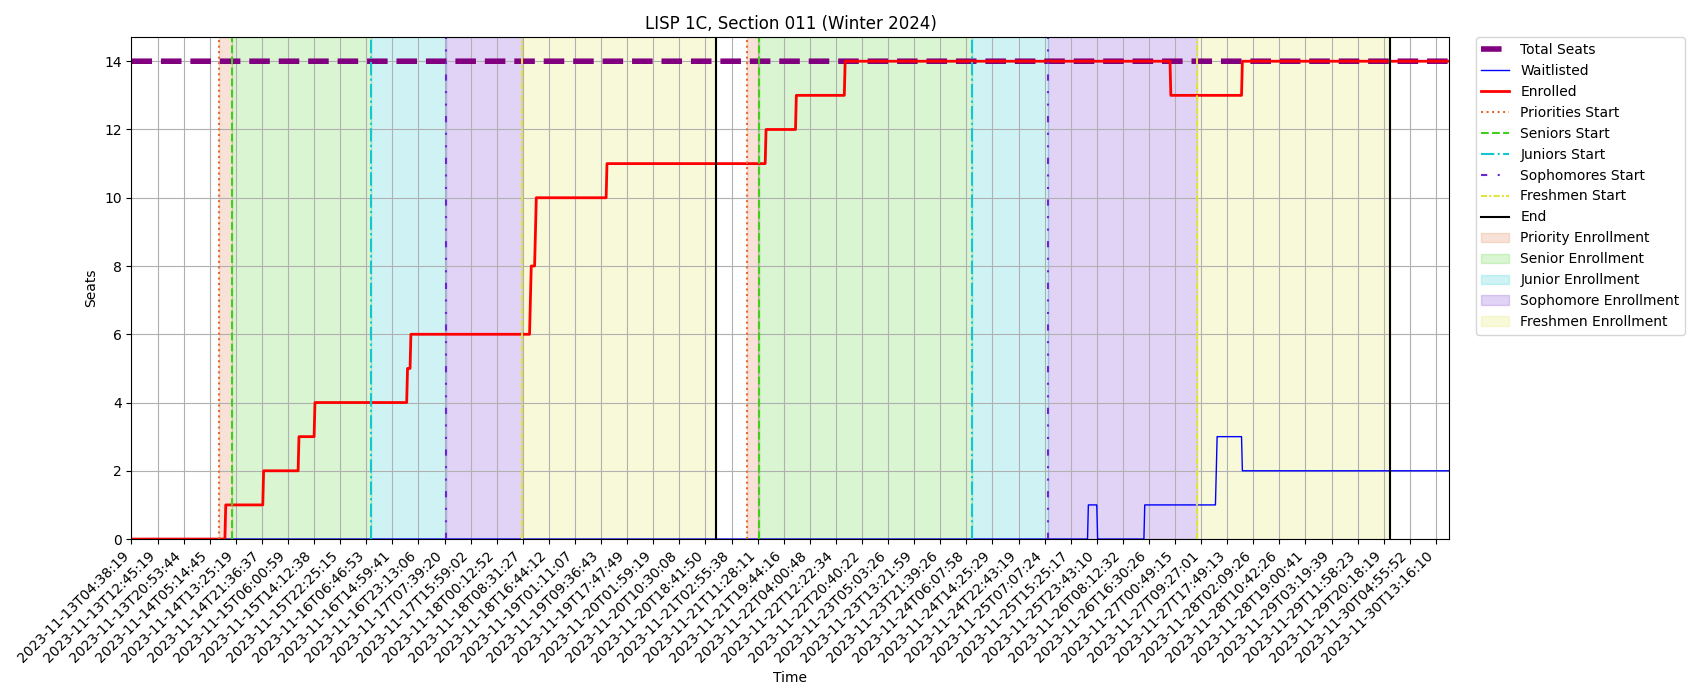 LISP 1C, Section 011 (Winter 2024)
14
12
10
8
6
4
2
0
Seats
2023-11-13T04:38:19
2023-11-13T12:45:19
2023-11-13T20:53:44
2023-11-14T05:14:45
2023-11-14T13:25:19
2023-11-14T21:36:37
2023-11-15T06:00:59
2023-11-15T14:12:38
2023-11-15T22:25:15
2023-11-16T06:46:53
2023-11-16T14:59:41
2023-11-16T23:13:06
2023-11-17T07:39:20
2023-11-17T15:59:02
2023-11-18T00:12:52
2023-11-18T08:31:27
2023-11-18T16:44:12
2023-11-19T01:11:07
2023-11-19T09:36:43
2023-11-19T17:47:49
2023-11-20T01:59:19
2023-11-20T10:30:08
2023-11-20T18:41:50
2023-11-21T02:55:38
2023-11-21T11:28:11
2023-11-21T19:44:16
2023-11-22T04:00:48
2023-11-22T12:22:34
2023-11-22T20:40:22
2023-11-23T05:03:26
2023-11-23T13:21:59
2023-11-23T21:39:26
2023-11-24T06:07:58
2023-11-24T14:25:29
2023-11-24T22:43:19
2023-11-25T07:07:24
2023-11-25T15:25:17
2023-11-25T23:43:10
2023-11-26T08:12:32
2023-11-26T16:30:26
2023-11-27T00:49:15
2023-11-27T09:27:01
2023-11-27T17:49:13
2023-11-28T02:09:26
2023-11-28T10:42:26
2023-11-28T19:00:41
2023-11-29T03:19:39
2023-11-29T11:58:23
2023-11-29T20:18:19
2023-11-30T04:55:52
2023-11-30T13:16:10
Time
Total Seats
Waitlisted
Enrolled
Priorities Start
Seniors Start
Juniors Start
Sophomores Start
Freshmen Start
End
Priority Enrollment
Senior Enrollment
Junior Enrollment
Sophomore Enrollment
Freshmen Enrollment